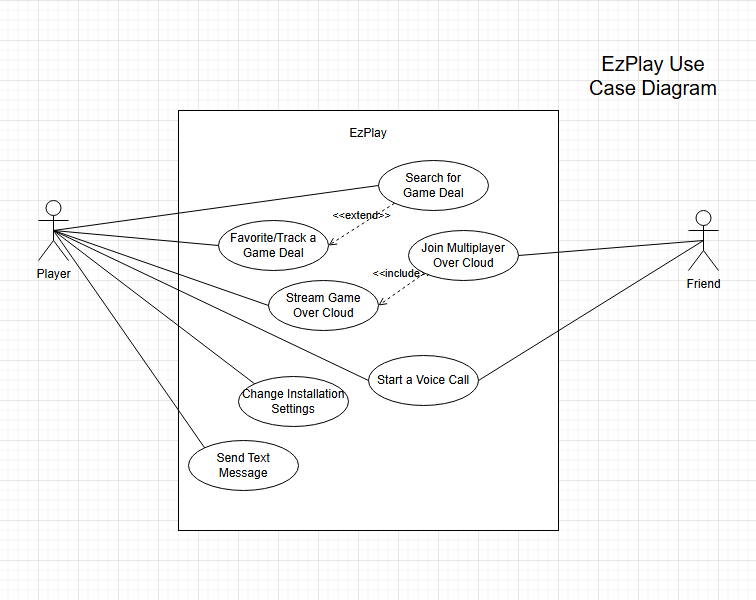 EzPlay Use
Case Diagram
EzPlay
Search for
Game Deal
<<extend>>
Favorite/Track a
Game Deal
Join Multiplayer
Over Cloud
<<include>
Stream Game
Over Cloud
Player
Friend
Start a Voice Call
Change Installation
Settings
Send Text
Message